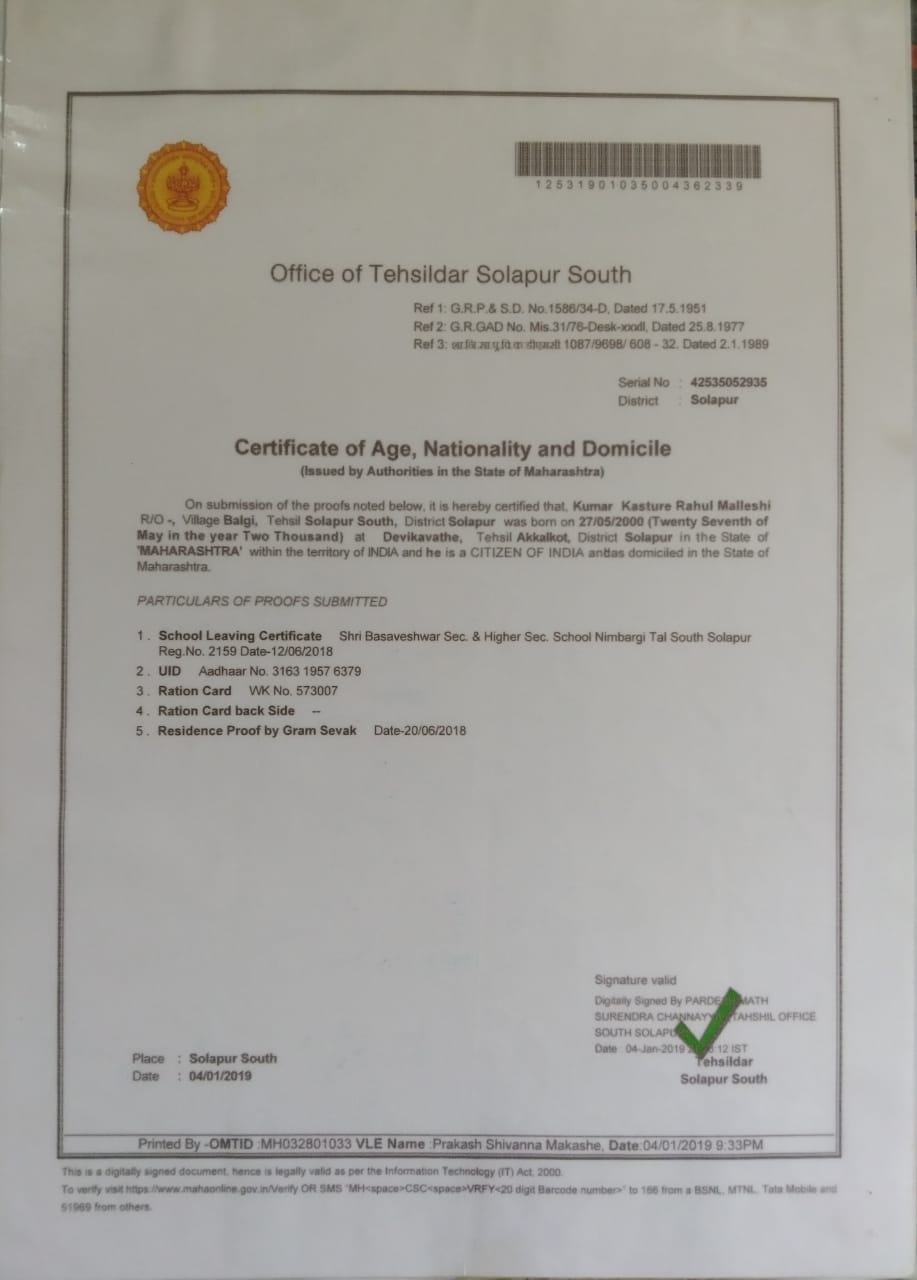 12531901035004362339
Office of Tehsildar Solapur South
Ref 1: G.R.P.& S.D. No.1586/34-D, Dated 17.5.1951
Ref 2: G.R.GAD No. Mis.31/76-Desk-xxxII, Dated 25.8.1977
Ref 3: 1087/9698/ 608 - 32. Dated 2.1.1989
Serial No : 42535052935
District : Solapur
Certificate of Age, Nationality and Domicile
(Issued by Authorities in the State of Maharashtra)
On submission of the proofs noted below, it is hereby certified that, Kumar Kasture Rahul Malleshi
R/O -, Village Balgi, Tehsil Solapur South, District Solapur was born on 27/05/2000 (Twenty Seventh of
May in the year Two Thousand) at Devikavathe, Tehsil Akkalkot, District Solapur in the State of
'MAHARASHTRA' within the territory of INDIA and he is a CITIZEN OF INDIA domiciled in the State of
Maharashtra.
PARTICULARS OF PROOFS SUBMITTED
1 . School Leaving Certificate Shri Basaveshwar Sec. & Higher Sec. School Nimbargi Tal South Solapur
Reg.No. 2159 Date-12/06/2018
2 . UID Aadhaar No. 3163 1957 6379
3 . Ration Card WK No. 573007
4 . Ration Card back Side --
5 . Residence Proof by Gram Sevak Date-20/06/2018
Signature valid
Digitally Signed By MATH
SURENDRA TAHSHIL OFFICE
SOUTH
Date : 04-Jan-2019 :12 IST
Tehsildar
Solapur South
Place : Solapur South
Date : 04/01/2019
Printed By -OMTID :MH032801033 VLE Name :Prakash Shivanna Makashe, Date:04/01/2019 9:33PM
This is a digitally signed document, hence is legally valid as per the Information Technology (IT) Act, 2000.
To verify visit https://www.mahaonline.gov.in/Verify OR SMS "MH<space>CSC<space>VRFY<20 digit Barcode number>" to 166 from a BSNL, MTNL, Tata Mobile and
51969 from others.